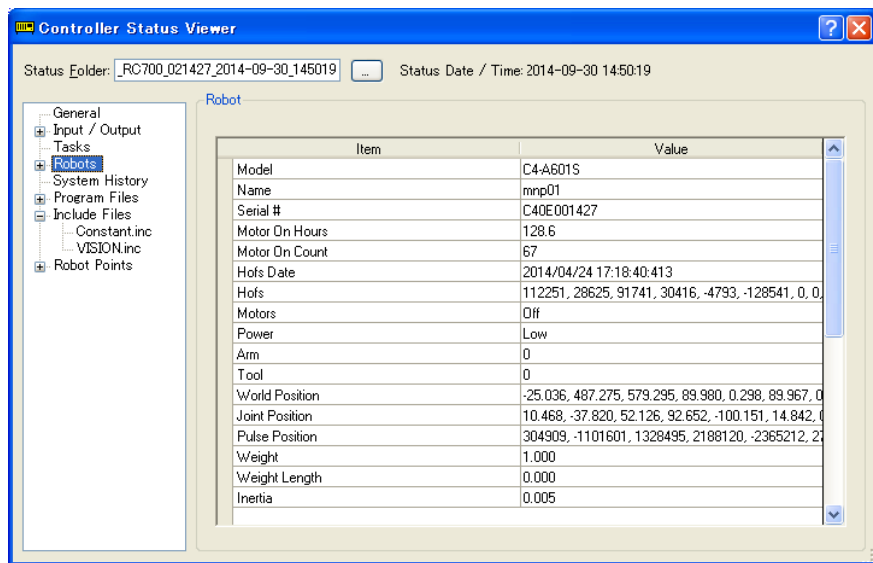 Controller Status Viewer
Status Folder: _RC700_021427_2014-09-30_145019 ... Status Date / Time: 2014-09-30 14:50:19
General
Input / Output
Tasks
Robots
System History
Program Files
Include Files
Constant.inc
VISION.inc
Robot Points
Robot
Item Value
Model C4-A601S
Name mnp01
Serial # C40E001427
Motor On Hours 128.6
Motor On Count 67
Hofs Date 2014/04/24 17:18:40:413
Hofs 112251, 28625, 91741, 30416, -4793, -128541, 0, 0,
Motors Off
Power Low
Arm 0
Tool 0
World Position -25.036, 487.275, 579.295, 89.980, 0.298, 89.967, 0
Joint Position 10.468, -37.820, 52.126, 92.652, -100.151, 14.842,
Pulse Position 304909, -1101601, 1328495, 2188120, -2365212,
Weight 1.000
Weight Length 0.000
Inertia 0.005